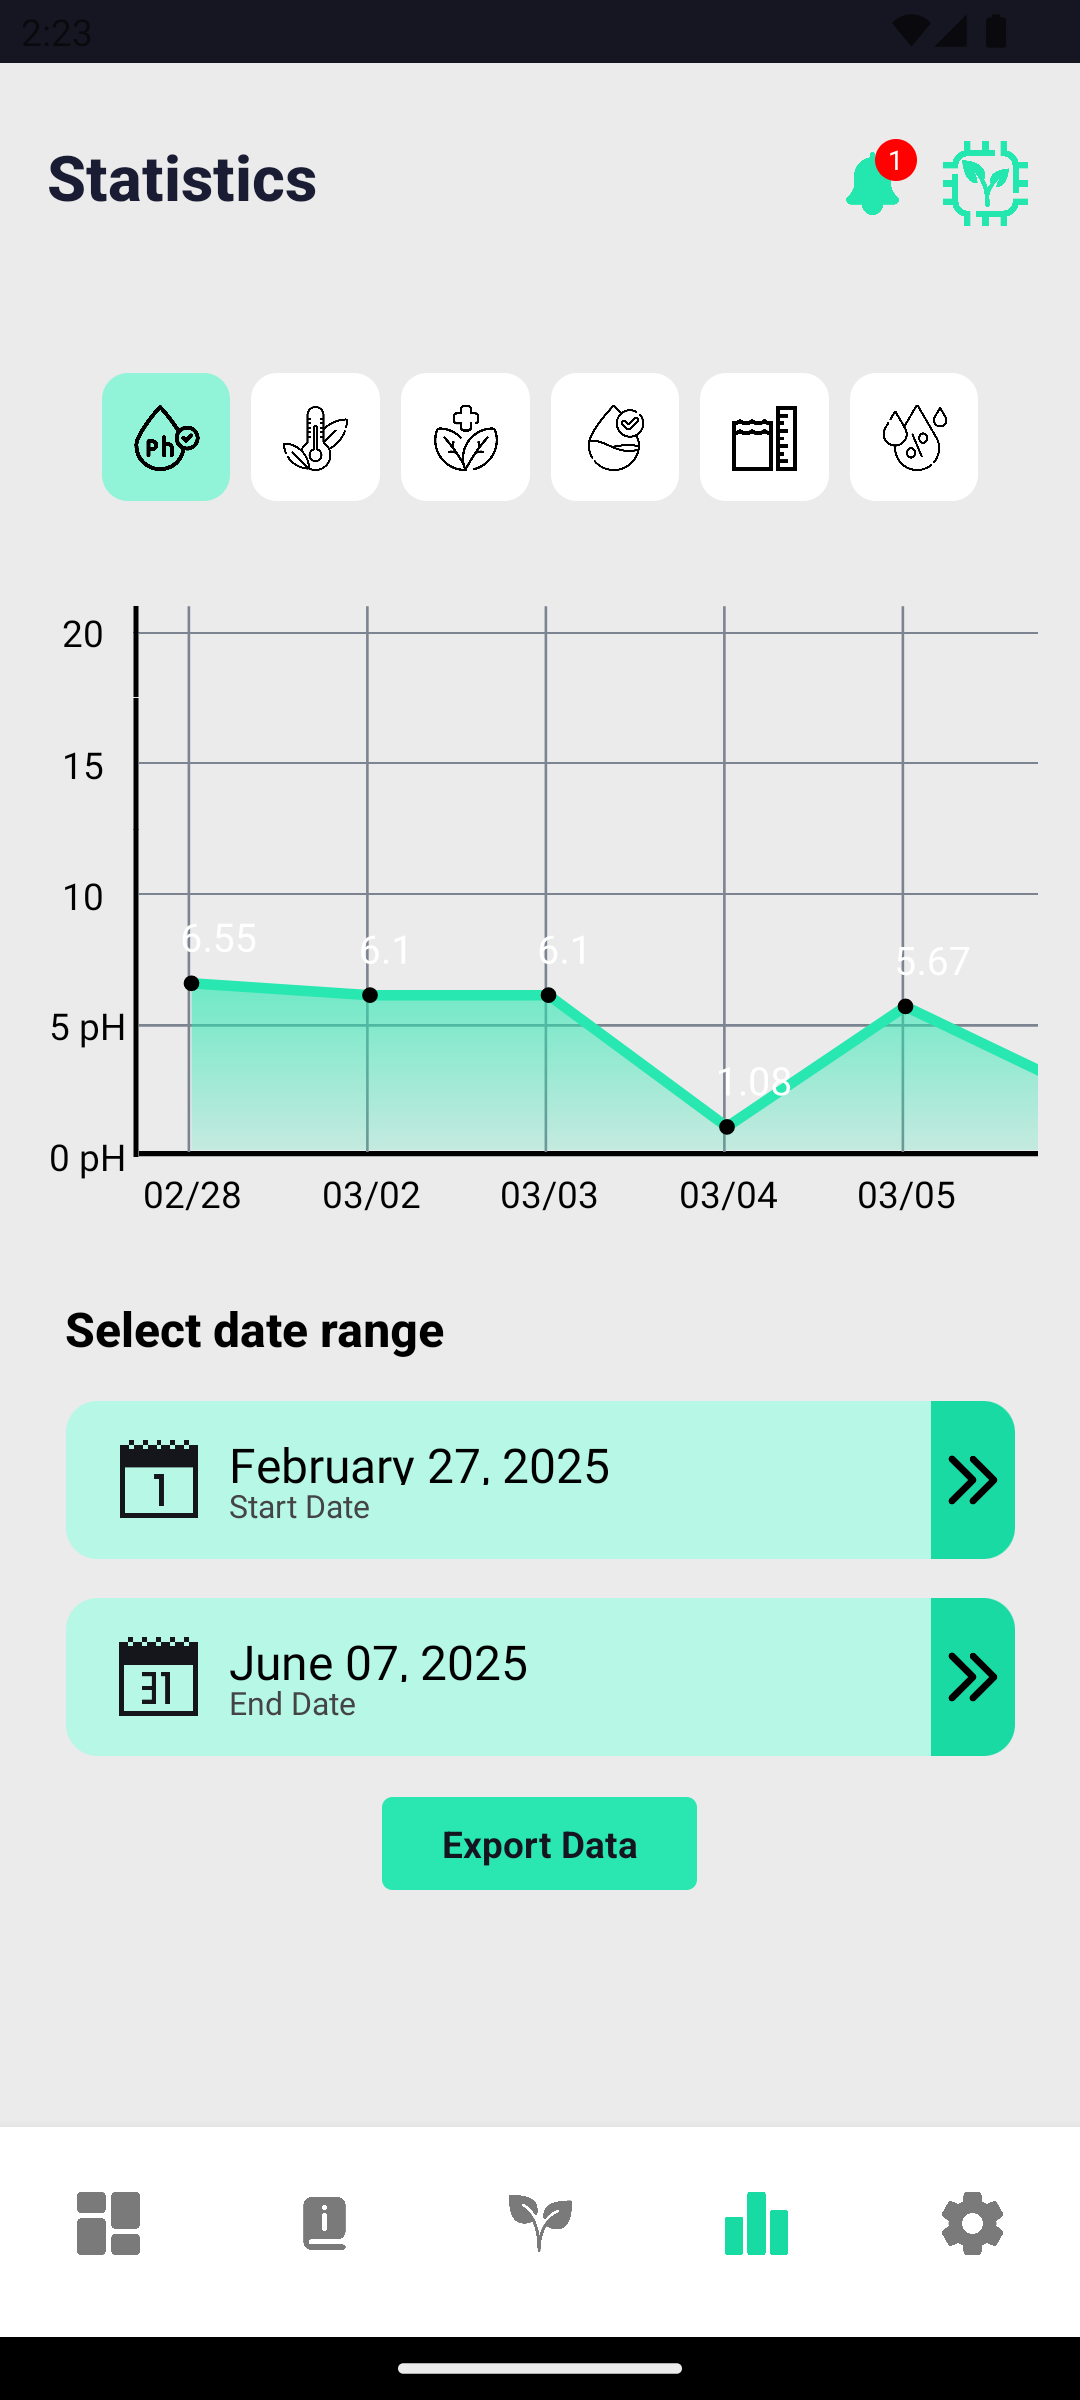 2:23
Statistics
1
Ph
20
15
10
5 pH
0 pH
6.55
6.1
6.1
1.08
5.67
02/28
03/02
03/03
03/04
03/05
Select date range
1
February 27, 2025
Start Date
31
June 07, 2025
End Date
Export Data